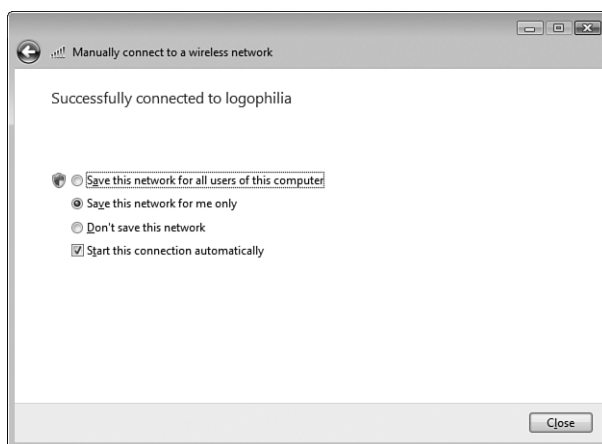 Manually connect to a wireless network
Successfully connected to logophilia
Save this network for all users of this computer
Save this network for me only
Don't save this network
Start this connection automatically
Close